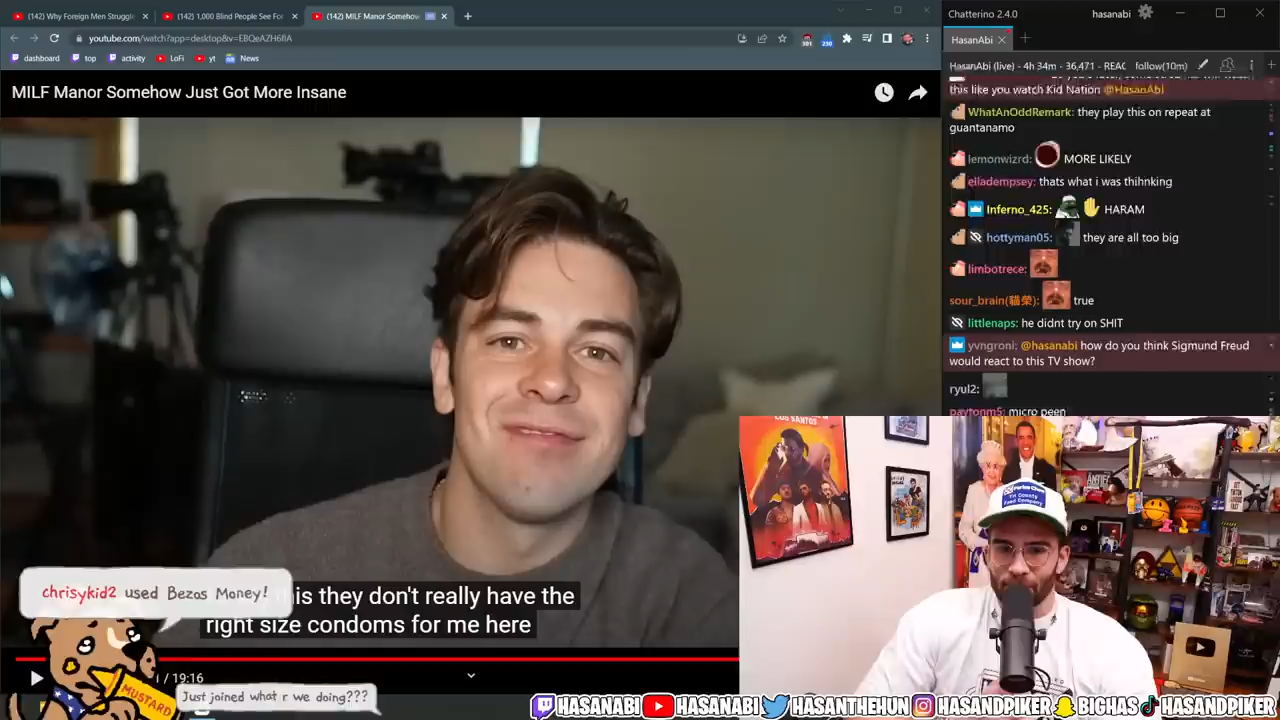 (142) Why Foreign Men Struggle
(142) 1,000 Blind People See For
(142) MILF Manor Somehow
youtube.com/watch?app=desktop&v=EBQeAZH6fIA
dashboard
top
activity
LoFi
yt
News
MILF Manor Somehow Just Got More Insane
they don't really have the
right size condoms for me here
chrisykid2 used Bezos Money!
MUSTARD
Just joined what r we doing???
/ 19:16
Chatterino 2.4.0
hasanabi
HasanAbi
HasanAbi (live) - 4h 34m - 36,471 - REAC
follow(10m)
this like you watch Kid Nation @HasanAbi
WhatAnOddRemark: they play this on repeat at
guantanamo
lemonwizrd: MORE LIKELY
elladempsey: thats what i was thihnking
Inferno_425: HARAM
hottyman05: they are all too big
limbotrece:
sour_brain(貓榮): true
littlenaps: he didnt try on SHIT
yvngroni: @hasanabi how do you think Sigmund Freud
would react to this TV show?
ryul2:
paytonm5: micro peen
LOS SANTOS
HASANABI
HASANABI
HASANTHEHUN
HASANDPIKER
BIGHAS
HASANDPIKER